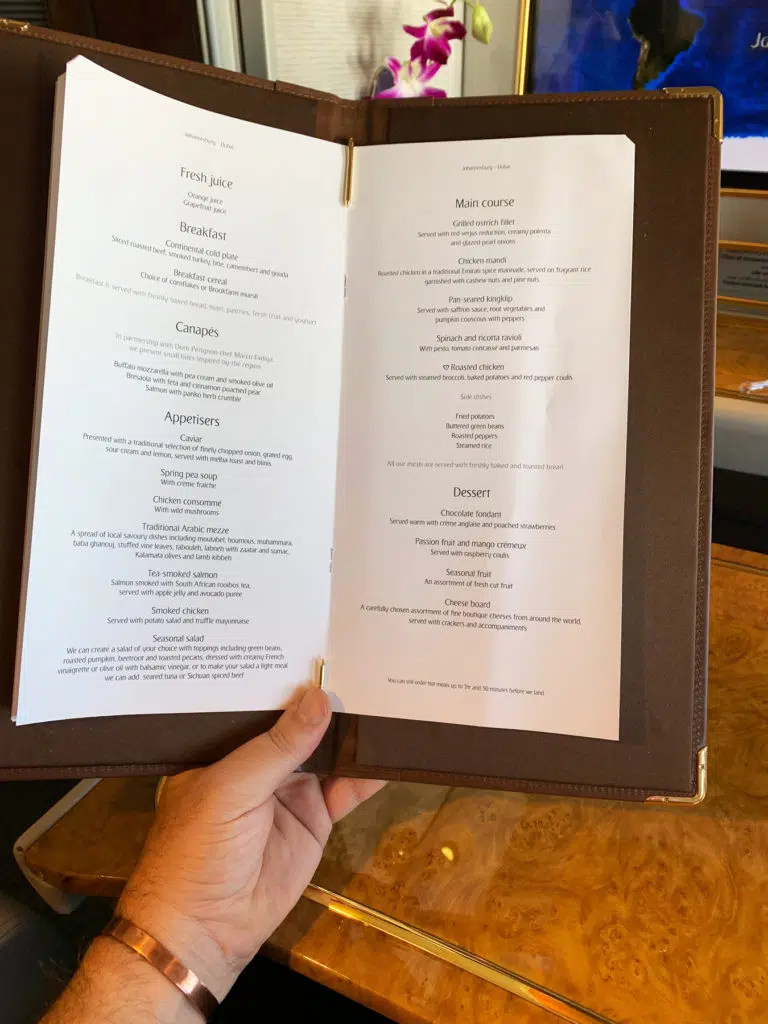 Johannesburg - Dubai
Fresh juice
Orange juice
Grapefruit juice
Breakfast
Continental cold plate
Sliced roasted beef, smoked turkey, brie, camembert and gouda
Breakfast cereal
Choice of cornflakes or Brookfarm muesli
Breakfast is served with freshly baked bread, toast, pastries, fresh fruit and yoghurt
Canapés
In partnership with Dom Pérignon chef Marco Fadiga,
we present small bites inspired by the region
Buffalo mozzarella with pea cream and smoked olive oil
Bresaola with feta and cinnamon poached pear
Salmon with panko herb crumble
Appetisers
Caviar
Presented with a traditional selection of finely chopped onion, grated egg,
sour cream and lemon, served with melba toast and blinis
Spring pea soup
With crème fraîche
Chicken consommé
With wild mushrooms
Traditional Arabic mezze
A spread of local savoury dishes including moutabel, houmous, muhammara,
baba ghanouj, stuffed vine leaves, tabouleh, labneh with zaatar and sumac,
Kalamata olives and lamb kibbeh
Tea-smoked salmon
Salmon smoked with South African rooibos tea,
served with apple jelly and avocado purée
Smoked chicken
Served with potato salad and truffle mayonnaise
Seasonal salad
We can create a salad of your choice with toppings including green beans,
roasted pumpkin, beetroot and toasted pecans, dressed with creamy French
vinaigrette or olive oil with balsamic vinegar, or to make your salad a light meal
we can add seared tuna or Sichuan spiced beef
Johannesburg - Dubai
Main course
Grilled ostrich fillet
Served with red verjus reduction, creamy polenta
and glazed pearl onions
Chicken mandi
Roasted chicken in a traditional Emirati spice marinade, served on fragrant rice
garnished with cashew nuts and pine nuts
Pan-seared kingklip
Served with saffron sauce, root vegetables and
pumpkin couscous with peppers
Spinach and ricotta ravioli
With pesto, tomato concassé and parmesan
♡ Roasted chicken
Served with steamed broccoli, baked potatoes and red pepper coulis
Side dishes
Fried potatoes
Buttered green beans
Roasted peppers
Steamed rice
All our meals are served with freshly baked and toasted bread
Dessert
Chocolate fondant
Served warm with crème anglaise and poached strawberries
Passion fruit and mango crémeux
Served with raspberry coulis
Seasonal fruit
An assortment of fresh cut fruit
Cheese board
A carefully chosen assortment of fine boutique cheeses from around the world,
served with crackers and accompaniments
You can still order hot meals up to 1hr and 30 minutes before we land
Jo